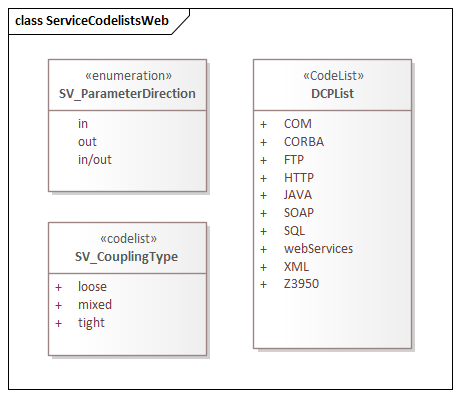 class ServiceCodelistsWeb
«enumeration»
SV_ParameterDirection
in
out
in/out
«codelist»
SV_CouplingType
+ loose
+ mixed
+ tight
«CodeList»
DCPList
+ COM
+ CORBA
+ FTP
+ HTTP
+ JAVA
+ SOAP
+ SQL
+ webServices
+ XML
+ Z3950